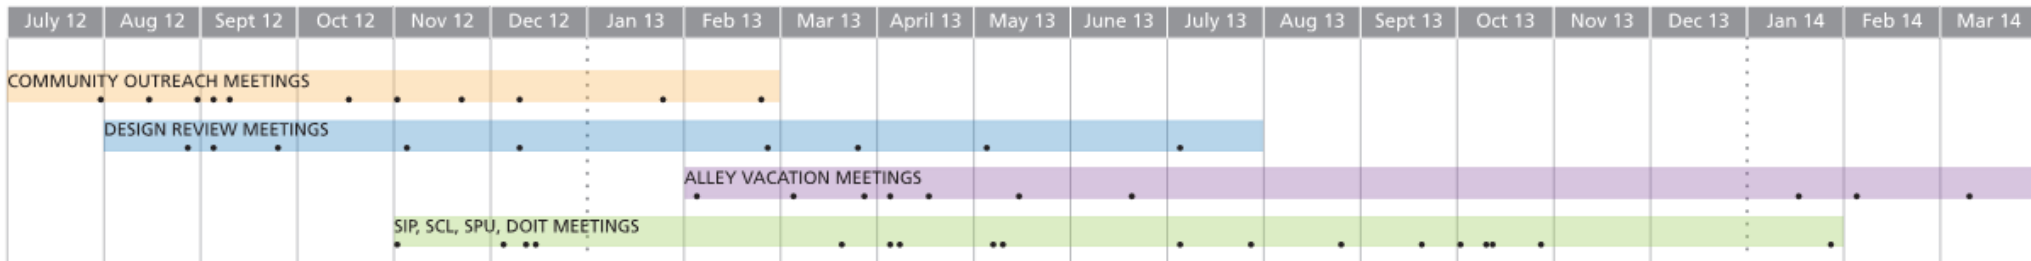 July 12 Aug 12 Sept 12 Oct 12 Nov 12 Dec 12 Jan 13 Feb 13 Mar 13 April 13 May 13 June 13 July 13 Aug 13 Sept 13 Oct 13 Nov 13 Dec 13 Jan 14 Feb 14 Mar 14
COMMUNITY OUTREACH MEETINGS
DESIGN REVIEW MEETINGS
ALLEY VACATION MEETINGS
SIP, SCL, SPU, DOIT MEETINGS